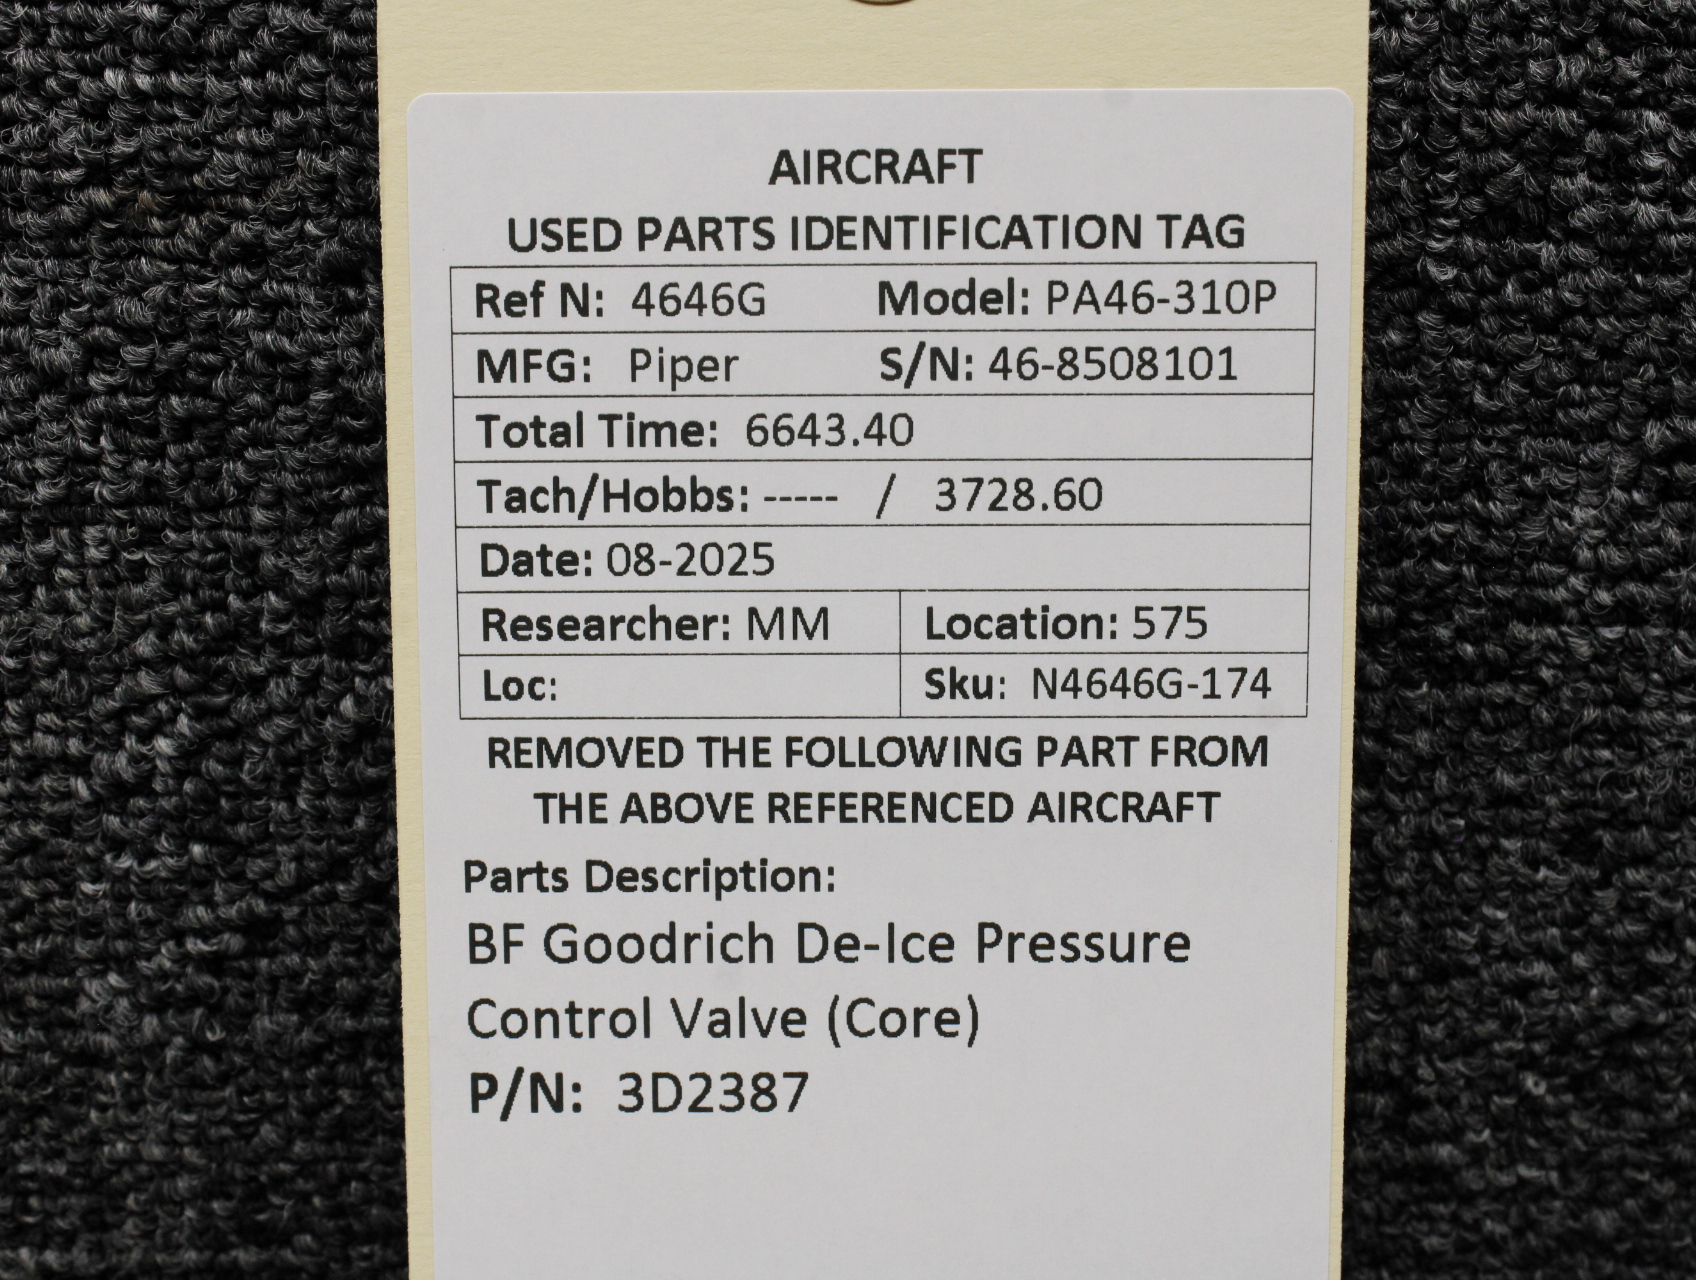 AIRCRAFT
USED PARTS IDENTIFICATION TAG
Ref N: 4646G Model: PA46-310P
MFG: Piper S/N: 46-8508101
Total Time: 6643.40
Tach/Hobbs: ----- / 3728.60
Date: 08-2025
Researcher: MM Location: 575
Loc: Sku: N4646G-174
REMOVED THE FOLLOWING PART FROM
THE ABOVE REFERENCED AIRCRAFT
Parts Description:
BF Goodrich De-Ice Pressure
Control Valve (Core)
P/N: 3D2387